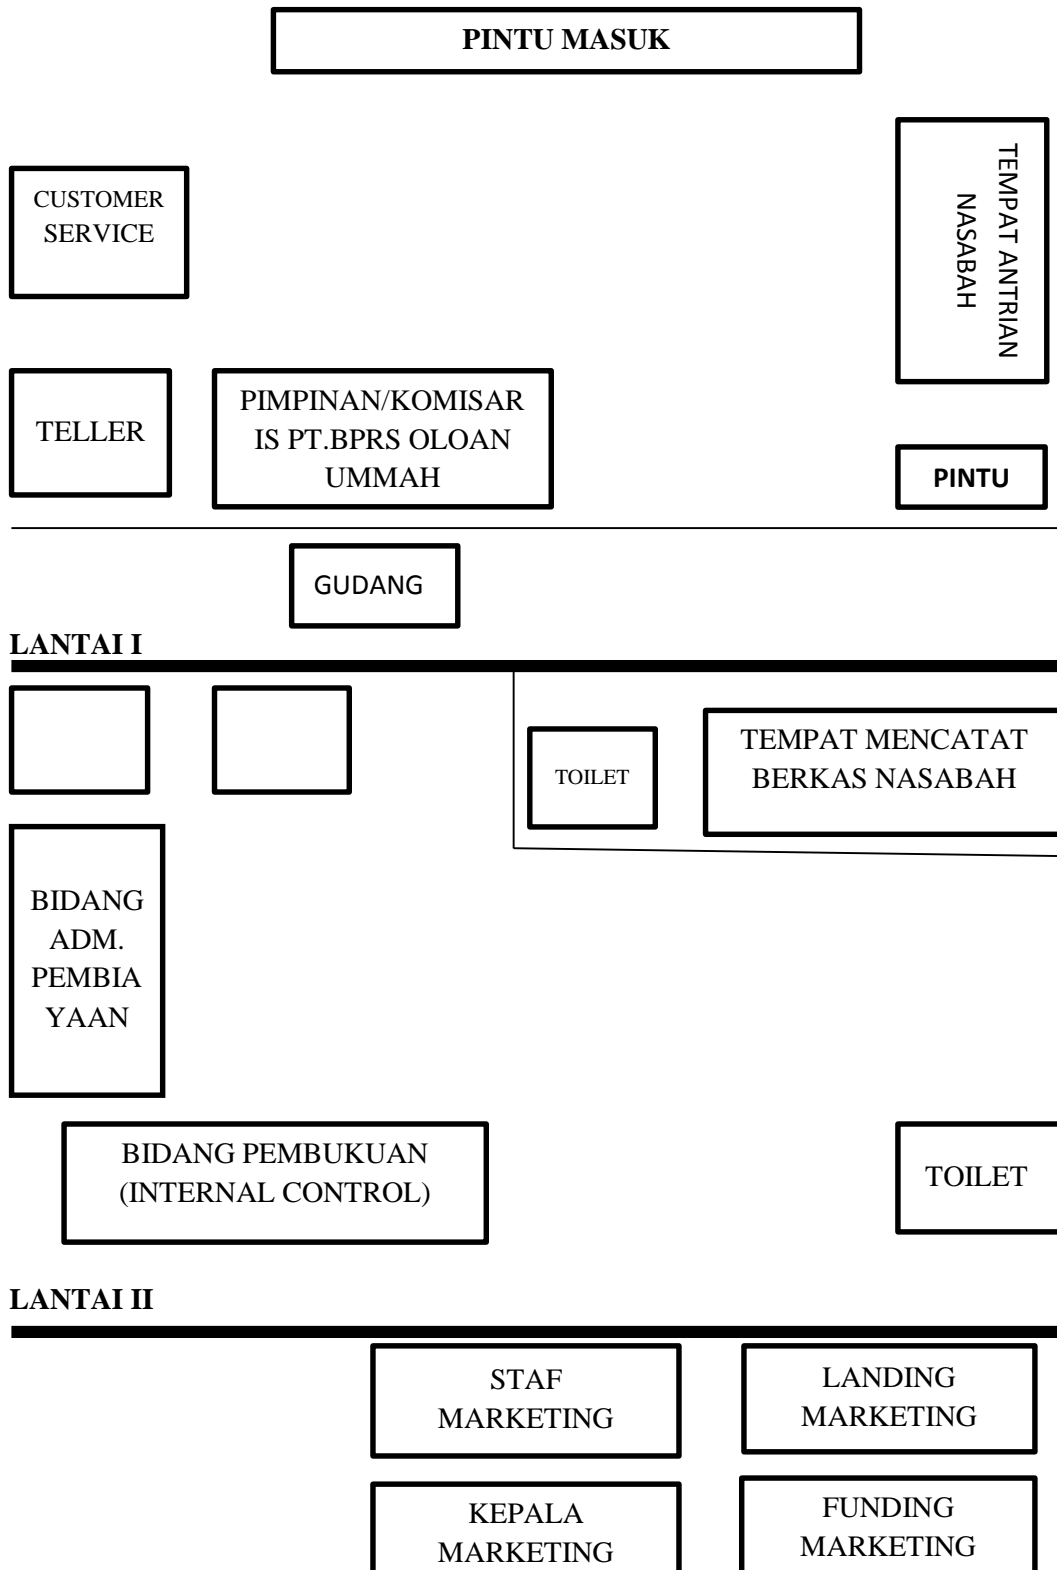 PINTU MASUK
TEMPAT ANTRIAN
NASABAH
CUSTOMER
SERVICE
TELLER
PIMPINAN/KOMISAR
IS PT.BPRS OLOAN
UMMAH
PINTU
GUDANG
LANTAI I
TOILET
TEMPAT MENCATAT
BERKAS NASABAH
BIDANG
ADM.
PEMBIA
YAAN
BIDANG PEMBUKUAN
(INTERNAL CONTROL)
TOILET
LANTAI II
STAF
MARKETING
LANDING
MARKETING
KEPALA
MARKETING
FUNDING
MARKETING